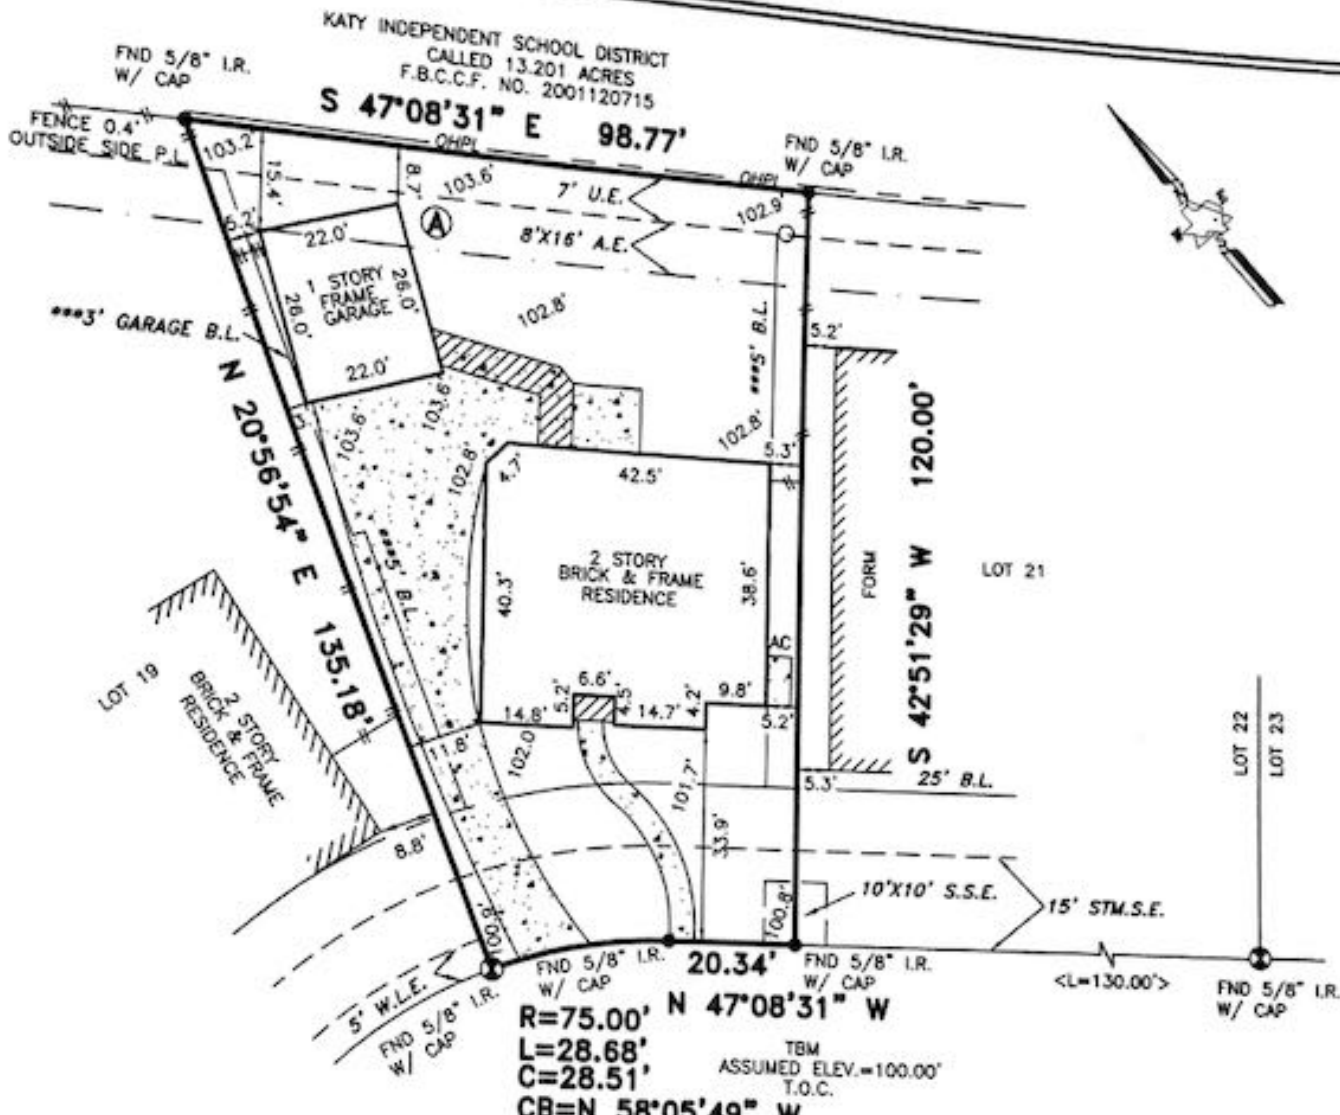 KATY INDEPENDENT SCHOOL DISTRICT
CALLED 13.201 ACRES
F.B.C.C.F. NO. 2001120715
FND 5/8" I.R.
W/ CAP
S 47°08'31" E 98.77'
FND 5/8" I.R.
W/ CAP
FENCE 0.4'
OUTSIDE SIDE P.L.
103.2
15.4'
OHPL
8.7'
103.6'
OHPL
7' U.E.
102.9'
8'X16' A.E.
A
22.0'
1 STORY
FRAME
GARAGE
26.0'
26.0'
22.0'
***3' GARAGE B.L.
102.8'
***5' B.L.
5.2'
N 20°56'54" E 135.18'
103.6'
103.6'
102.8'
102.8'
5.3'
4.7'
42.5'
S 42°51'29" W 120.00'
***5' B.L.
40.3'
2 STORY
BRICK & FRAME
RESIDENCE
38.6'
FORM
LOT 21
AC
LOT 19
2 STORY
BRICK & FRAME
RESIDENCE
6.6'
5.2'
4.5'
4.2'
9.8'
14.8'
14.7'
5.2'
11.8'
102.0'
101.7'
33.9'
5.3'
25' B.L.
LOT 22
LOT 23
8.8'
10'X10' S.S.E.
100.8'
15' STM.S.E.
5' W.L.E.
FND 5/8" I.R.
W/ CAP
FND 5/8" I.R.
W/ CAP
20.34'
FND 5/8" I.R.
W/ CAP
<L=130.00'>
FND 5/8" I.R.
W/ CAP
N 47°08'31" W
R=75.00'
L=28.68'
C=28.51'
CB=N 58°05'49" W
TBM
ASSUMED ELEV.=100.00'
T.O.C.